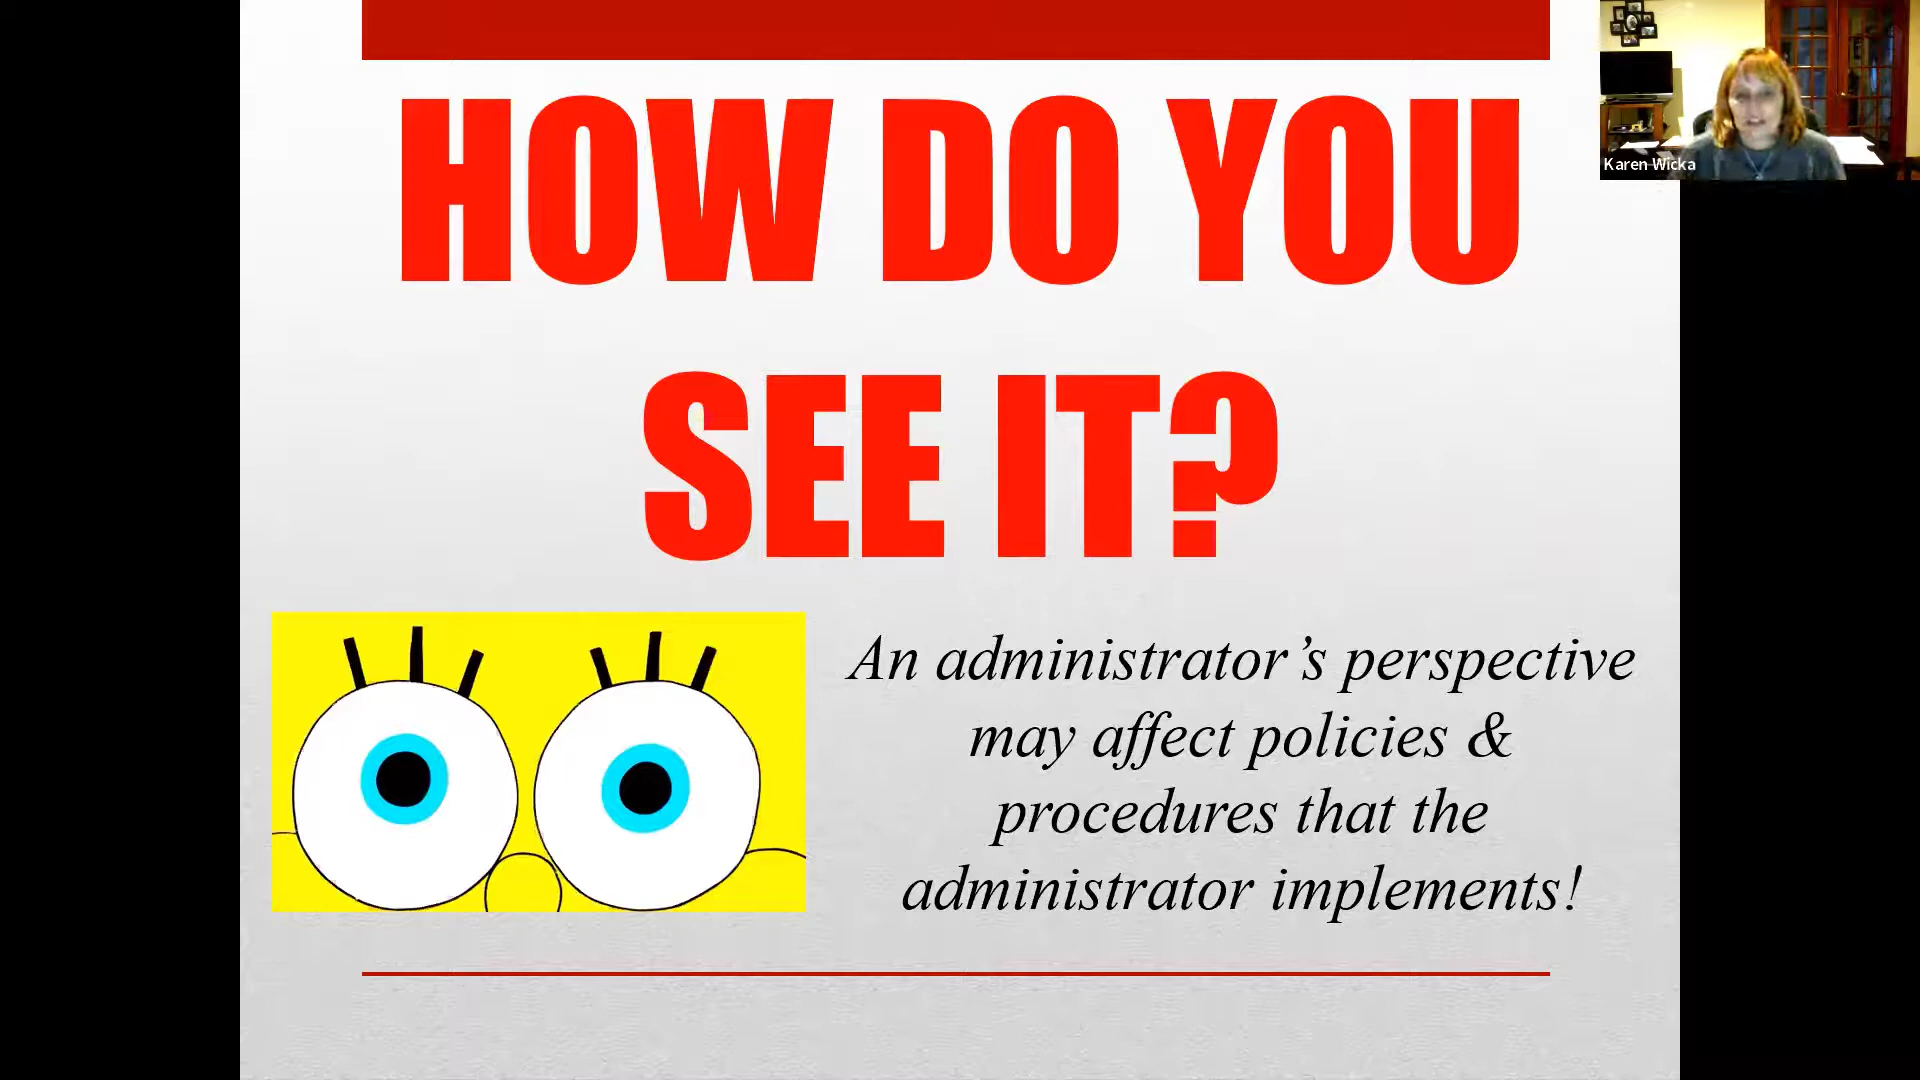 HOW DO YOU
SEE IT?
An administrator’s perspective
may affect policies &
procedures that the
administrator implements!
Karen Wicka